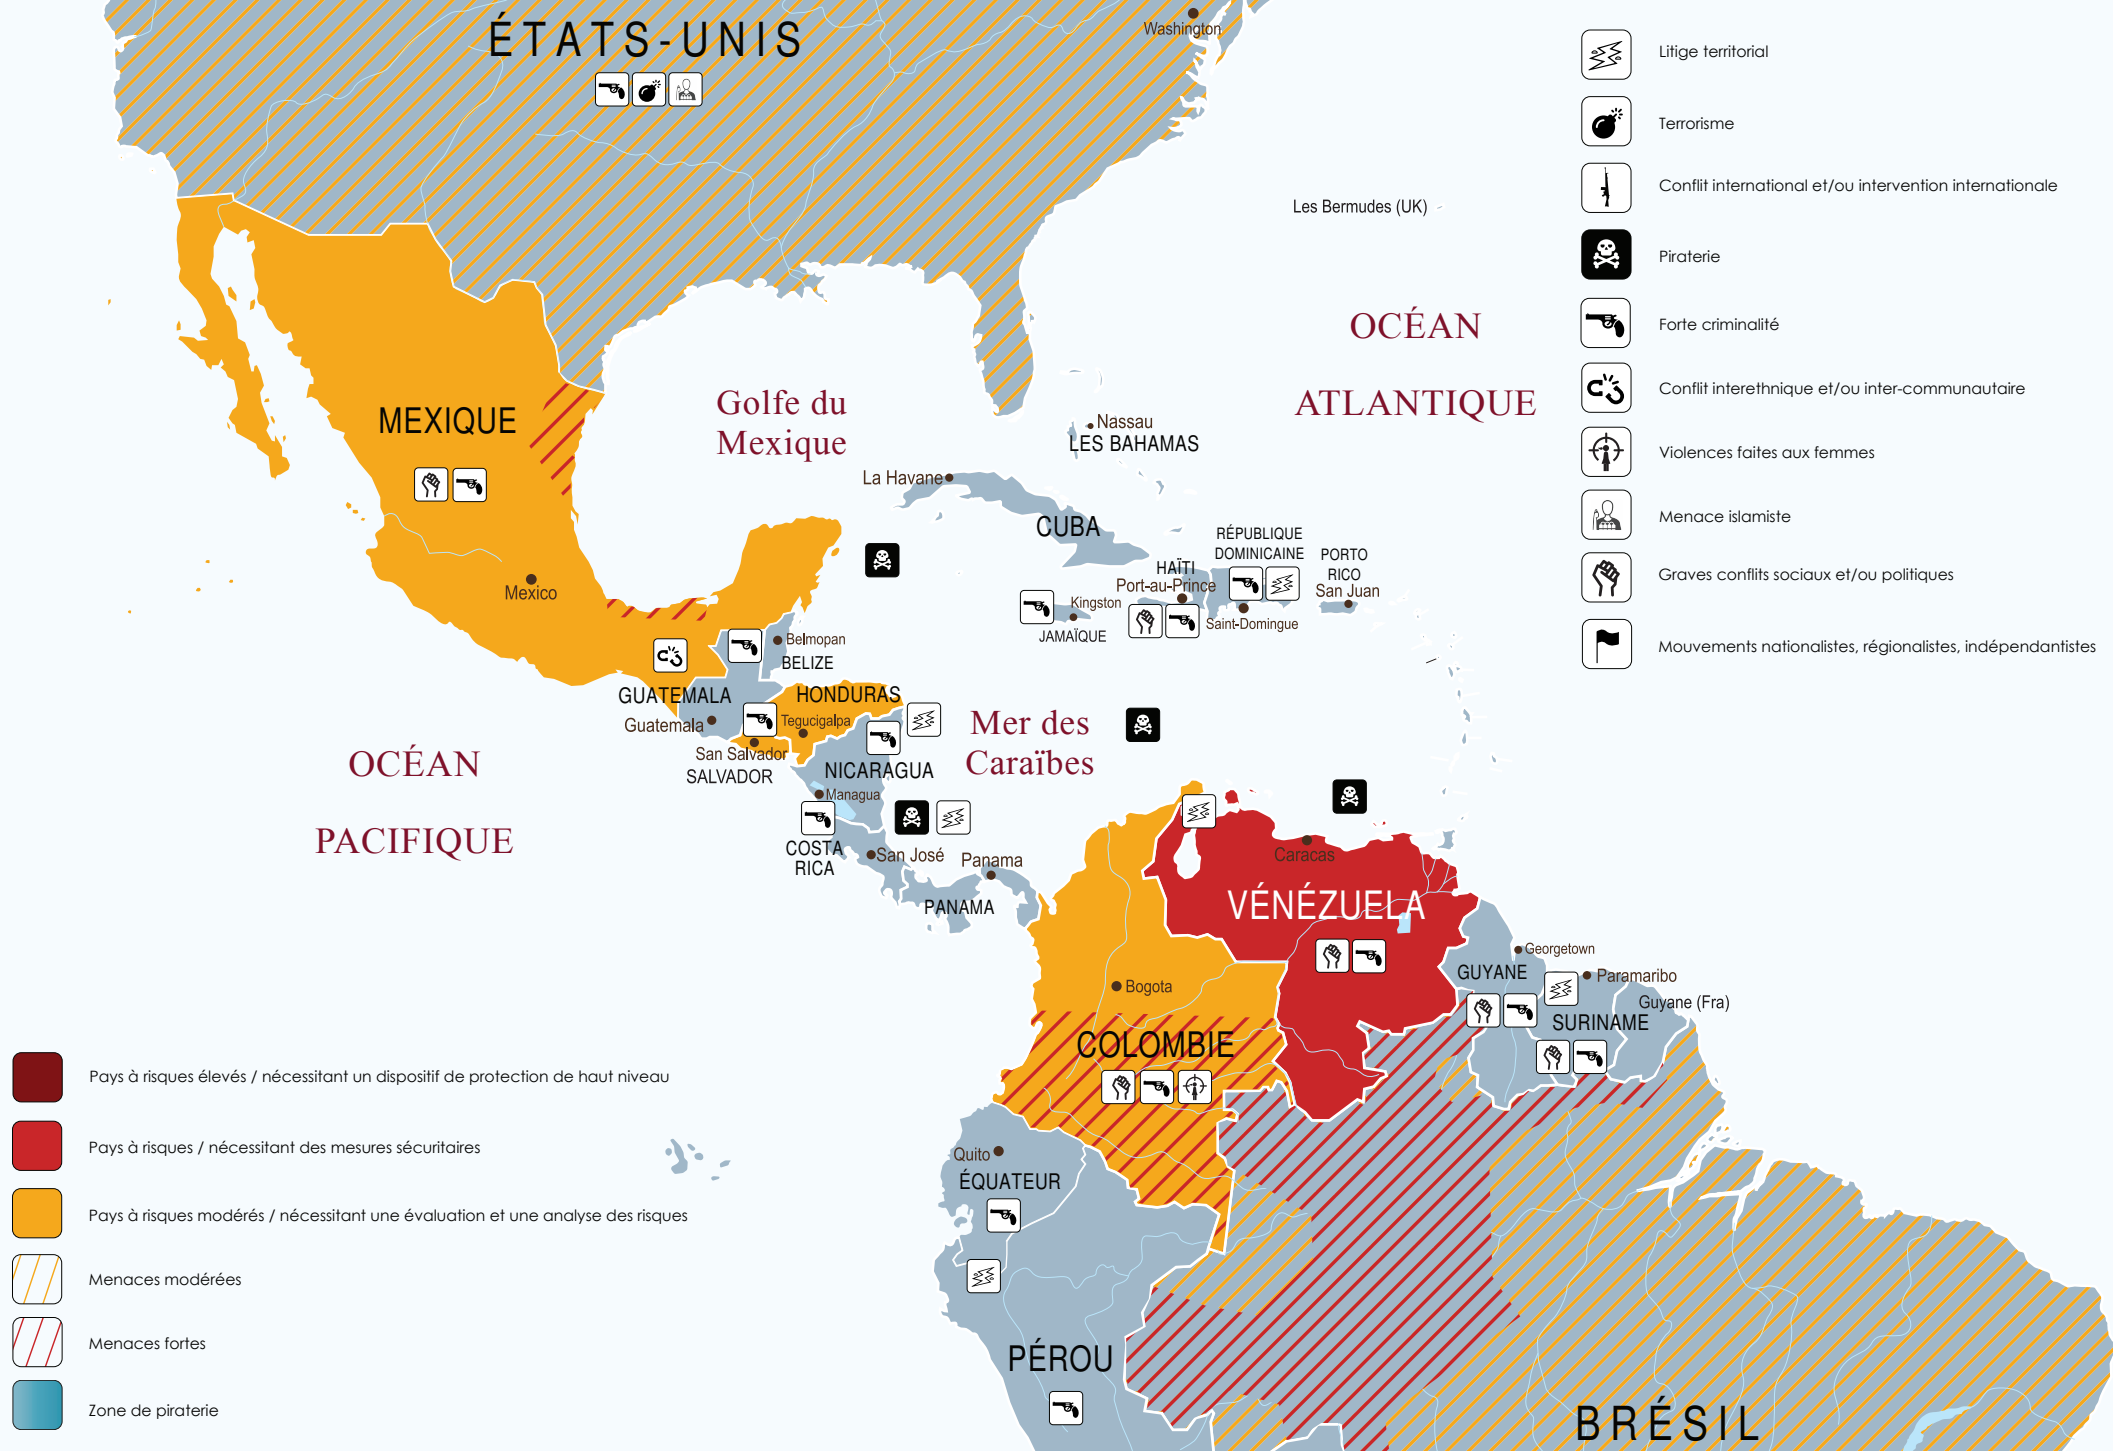 Washington
ÉTATS-UNIS
Les Bermudes (UK)
OCÉAN
ATLANTIQUE
Golfe du
Mexique
MEXIQUE
Nassau
LES BAHAMAS
La Havane
CUBA
RÉPUBLIQUE
DOMINICAINE
PORTO
RICO
San Juan
HAÏTI
Port-au-Prince
Kingston
JAMAÏQUE
Saint-Domingue
Mexico
Belmopan
BELIZE
GUATEMALA
Guatemala
HONDURAS
Tegucigalpa
San Salvador
SALVADOR
NICARAGUA
Managua
Mer des
Caraïbes
OCÉAN
PACIFIQUE
COSTA
RICA
San José
Panama
PANAMA
Caracas
VÉNÉZUELA
Georgetown
GUYANE
Paramaribo
Guyane (Fra)
SURINAME
Bogota
COLOMBIE
Quito
ÉQUATEUR
PÉROU
BRÉSIL
Litige territorial
Terrorisme
Conflit international et/ou intervention internationale
Piraterie
Forte criminalité
Conflit interethnique et/ou inter-communautaire
Violences faites aux femmes
Menace islamiste
Graves conflits sociaux et/ou politiques
Mouvements nationalistes, régionalistes, indépendantistes
Pays à risques élevés / nécessitant un dispositif de protection de haut niveau
Pays à risques / nécessitant des mesures sécuritaires
Pays à risques modérés / nécessitant une évaluation et une analyse des risques
Menaces modérées
Menaces fortes
Zone de piraterie